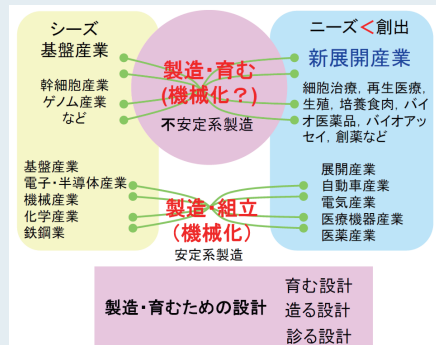 シーズ
基盤産業
幹細胞産業
ゲノム産業
など
基盤産業
電子・半導体産業
機械産業
化学産業
鉄鋼業
製造・育む
(機械化？)
不安定系製造
製造・組立
（機械化）
安定系製造
ニーズ＜創出
新展開産業
細胞治療, 再生医療,
生殖, 培養食肉, バイ
オ医薬品, バイオアッ
セイ, 創薬など
展開産業
自動車産業
電気産業
医療機器産業
医薬産業
製造・育むための設計
育む設計
造る設計
診る設計